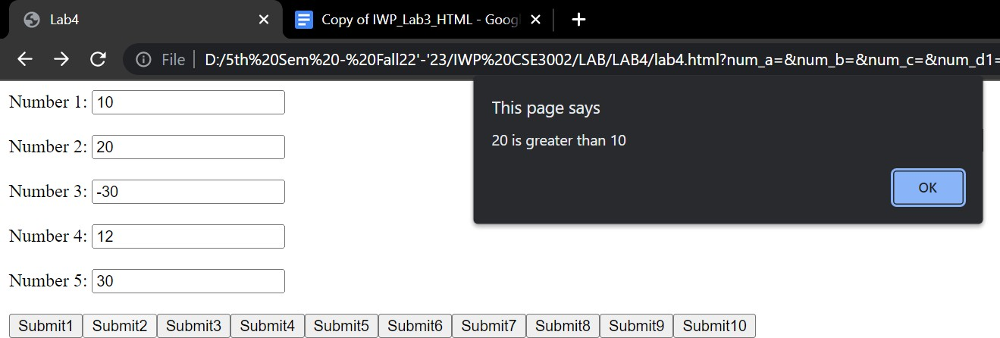 Lab4
Copy of IWP_Lab3_HTML - Goog
File
D:/5th%20Sem%20-%20Fall22'-'23/IWP%20CSE3002/LAB/LAB4/lab4.html?num_a=&num_b=&num_c=&num_d1=
This page says
20 is greater than 10
OK
Number 1: 10
Number 2: 20
Number 3: -30
Number 4: 12
Number 5: 30
Submit1 Submit2 Submit3 Submit4 Submit5 Submit6 Submit7 Submit8 Submit9 Submit10